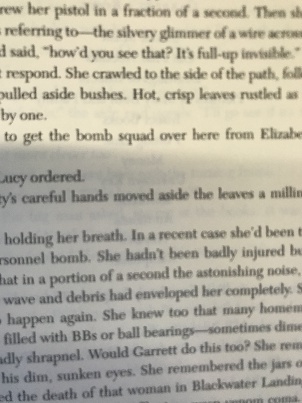 rew her pistol in a fraction of a second. Then sh
referring to—the silvery glimmer of a wire across
d said, "how'd you see that? It's full-up invisible."
respond. She crawled to the side of the path, foll
pulled aside bushes. Hot, crisp leaves rustled as
by one.
to get the bomb squad over here from Elizabe
Lucy ordered.
ty's careful hands moved aside the leaves a millin
holding her breath. In a recent case she'd been t
rsonnel bomb. She hadn't been badly injured bu
hat in a portion of a second the astonishing noise,
wave and debris had enveloped her completely. S
happen again. She knew too that many homem
filled with BBs or ball bearings—sometimes dime
adly shrapnel. Would Garrett do this too? She rem
his dim, sunken eyes. She remembered the jars o
ed the death of that woman in Blackwater Landin
venom coma.